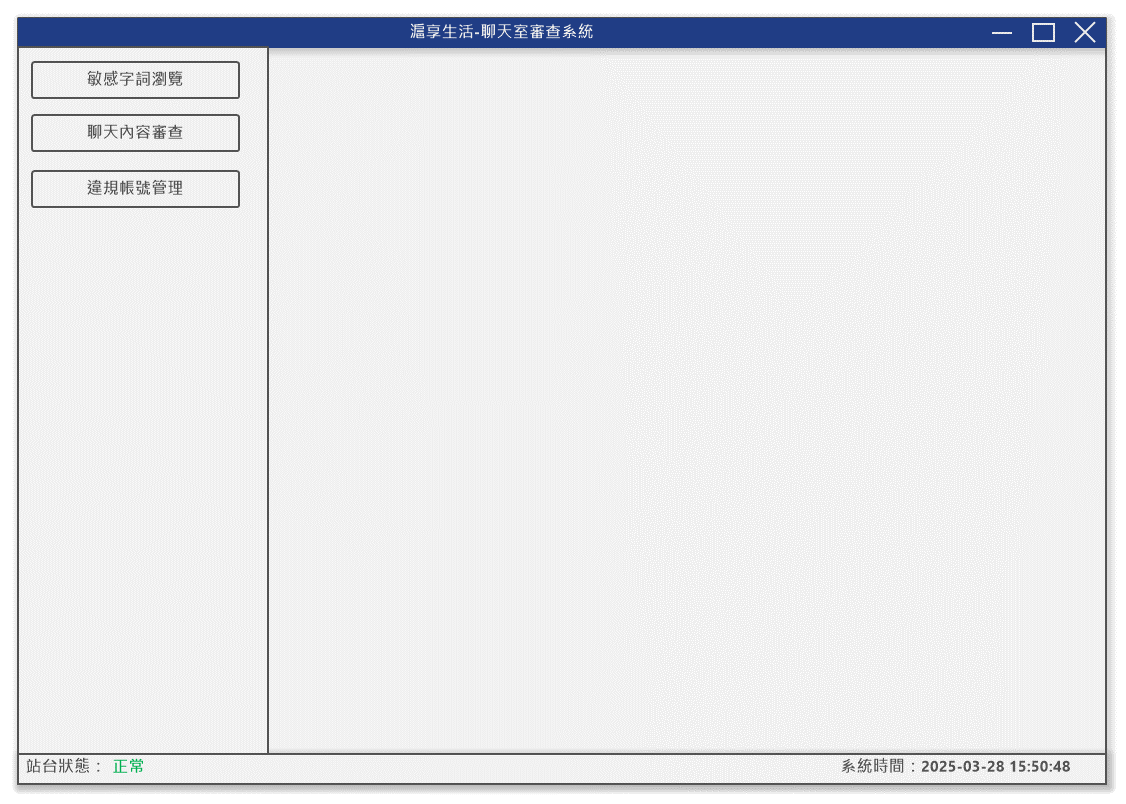 滬享生活-聊天室審查系統
敏感字詞瀏覽
聊天內容審查
違規帳號管理
站台狀態： 正常
系統時間：2025-03-28 15:50:48